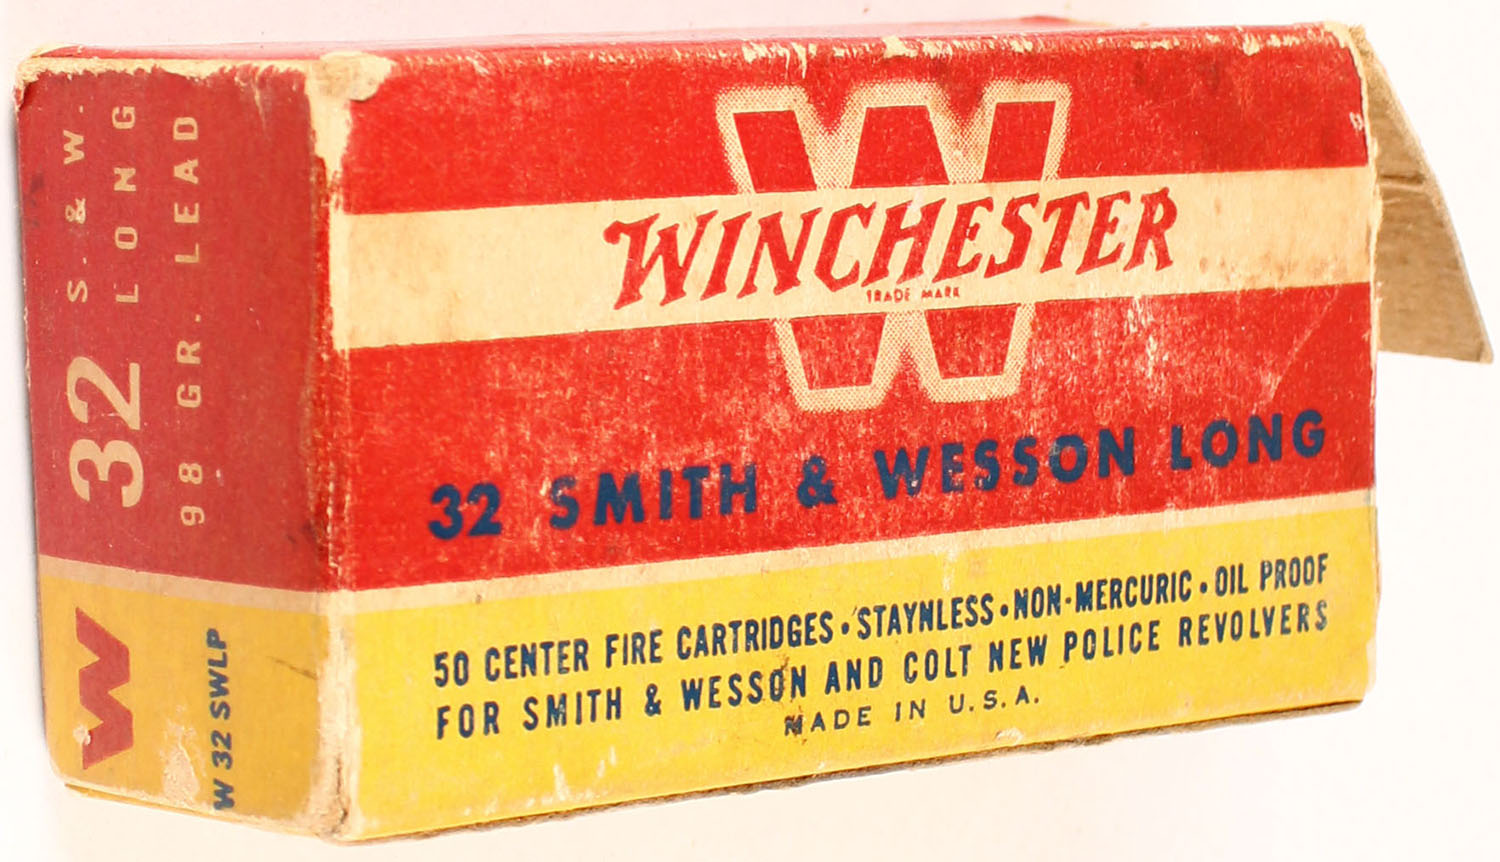 S. & W.
32 LONG
98 GR. LEAD
W
W 32 SWLP
W
WINCHESTER
TRADE MARK
32 SMITH & WESSON LONG
50 CENTER FIRE CARTRIDGES • STAYNLESS • NON-MERCURIC • OIL PROOF
FOR SMITH & WESSON AND COLT NEW POLICE REVOLVERS
MADE IN U.S.A.